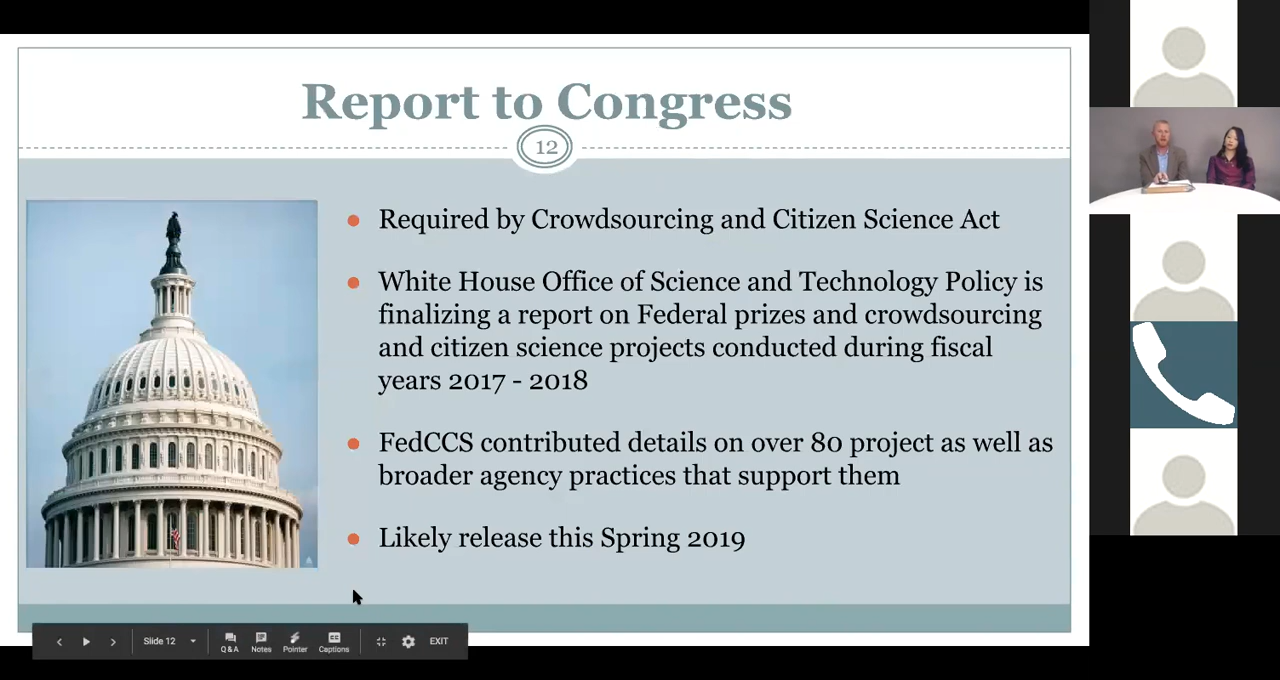 Report to Congress
12
Required by Crowdsourcing and Citizen Science Act
White House Office of Science and Technology Policy is
finalizing a report on Federal prizes and crowdsourcing
and citizen science projects conducted during fiscal
years 2017 - 2018
FedCCS contributed details on over 80 project as well as
broader agency practices that support them
Likely release this Spring 2019
Slide 12
Q&A
Notes
Pointer
Captions
EXIT